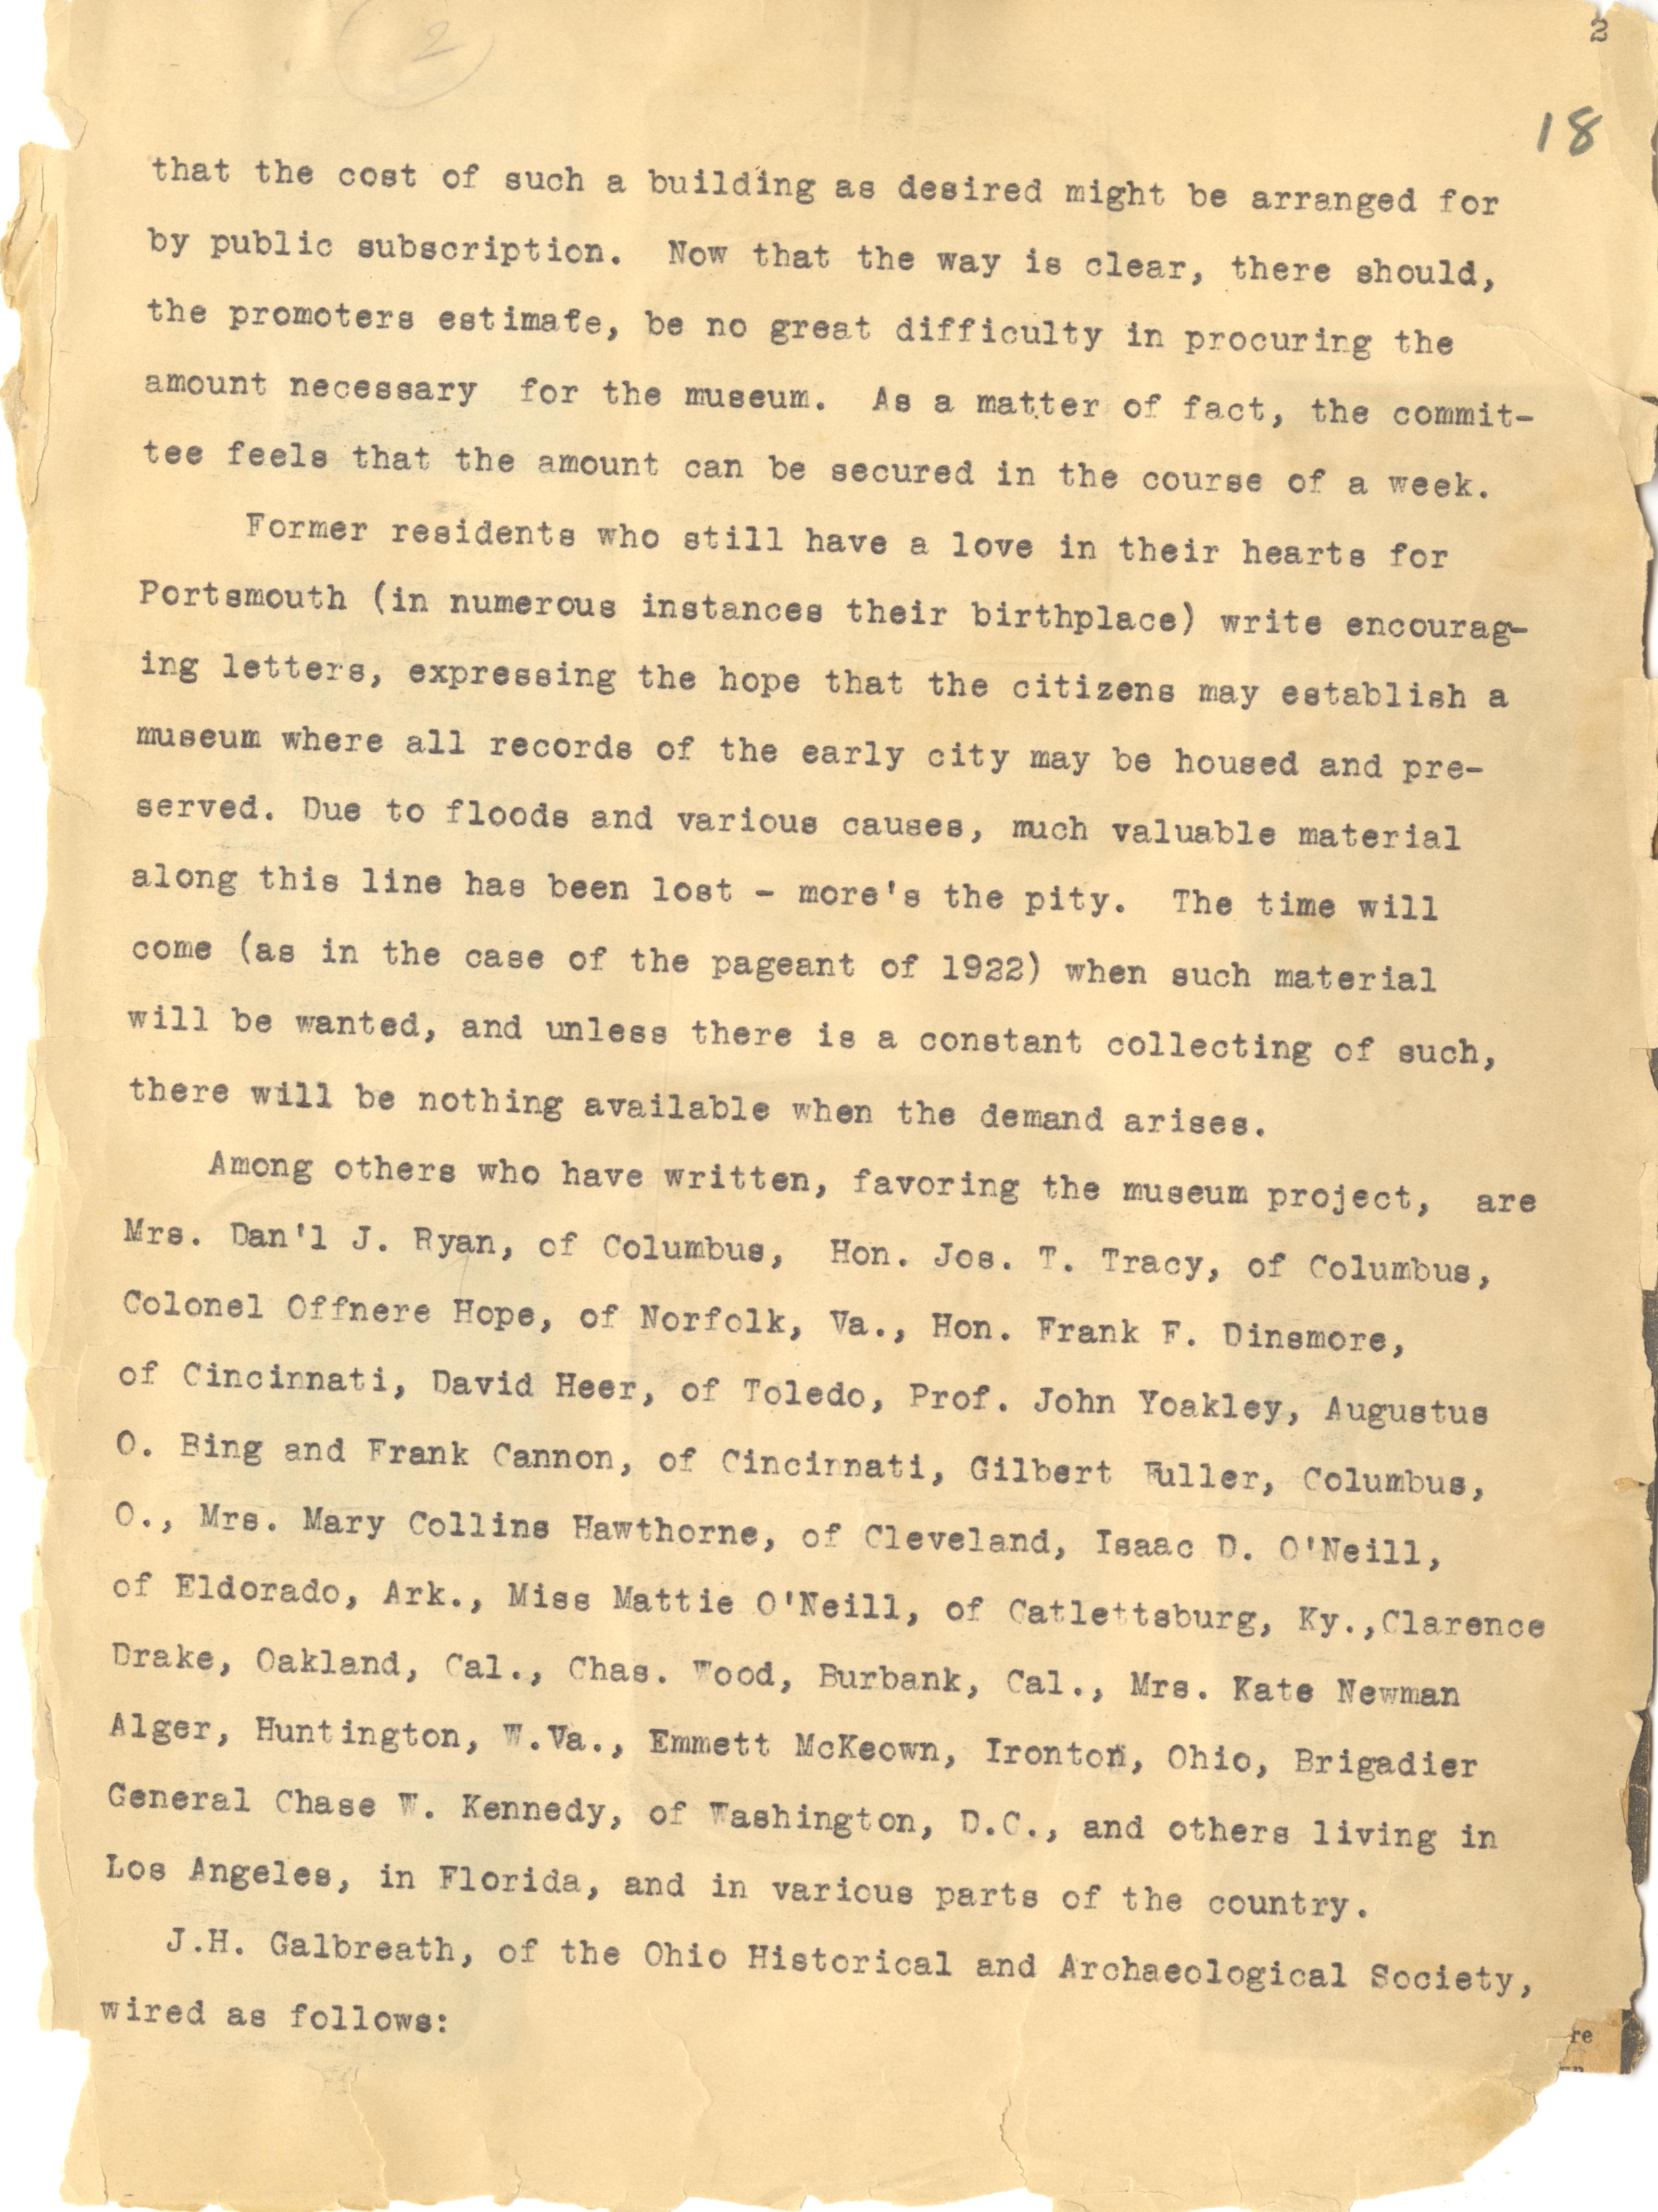 2
2
18
that the cost of such a building as desired might be arranged for
by public subscription. Now that the way is clear, there should,
the promoters estimate, be no great difficulty in procuring the
amount necessary for the museum. As a matter of fact, the commit-
tee feels that the amount can be secured in the course of a week.
Former residents who still have a love in their hearts for
Portsmouth (in numerous instances their birthplace) write encourag-
ing letters, expressing the hope that the citizens may establish a
museum where all records of the early city may be housed and pre-
served. Due to floods and various causes, much valuable material
along this line has been lost - more's the pity. The time will
come (as in the case of the pageant of 1922) when such material
will be wanted, and unless there is a constant collecting of such,
there will be nothing available when the demand arises.
Among others who have written, favoring the museum project, are
Mrs. Dan'l J. Ryan, of Columbus, Hon. Jos. T. Tracy, of Columbus,
Colonel Offnere Hope, of Norfolk, Va., Hon. Frank F. Dinsmore,
of Cincinnati, David Heer, of Toledo, Prof. John Yoakley, Augustus
O. Bing and Frank Cannon, of Cincinnati, Gilbert Fuller, Columbus,
O., Mrs. Mary Collins Hawthorne, of Cleveland, Isaac D. O'Neill,
of Eldorado, Ark., Miss Mattie O'Neill, of Catlettsburg, Ky.,Clarence
Drake, Oakland, Cal., Chas. Wood, Burbank, Cal., Mrs. Kate Newman
Alger, Huntington, W.Va., Emmett McKeown, Ironton, Ohio, Brigadier
General Chase W. Kennedy, of Washington, D.C., and others living in
Los Angeles, in Florida, and in various parts of the country.
J.H. Galbreath, of the Ohio Historical and Archaeological Society,
wired as follows:
re